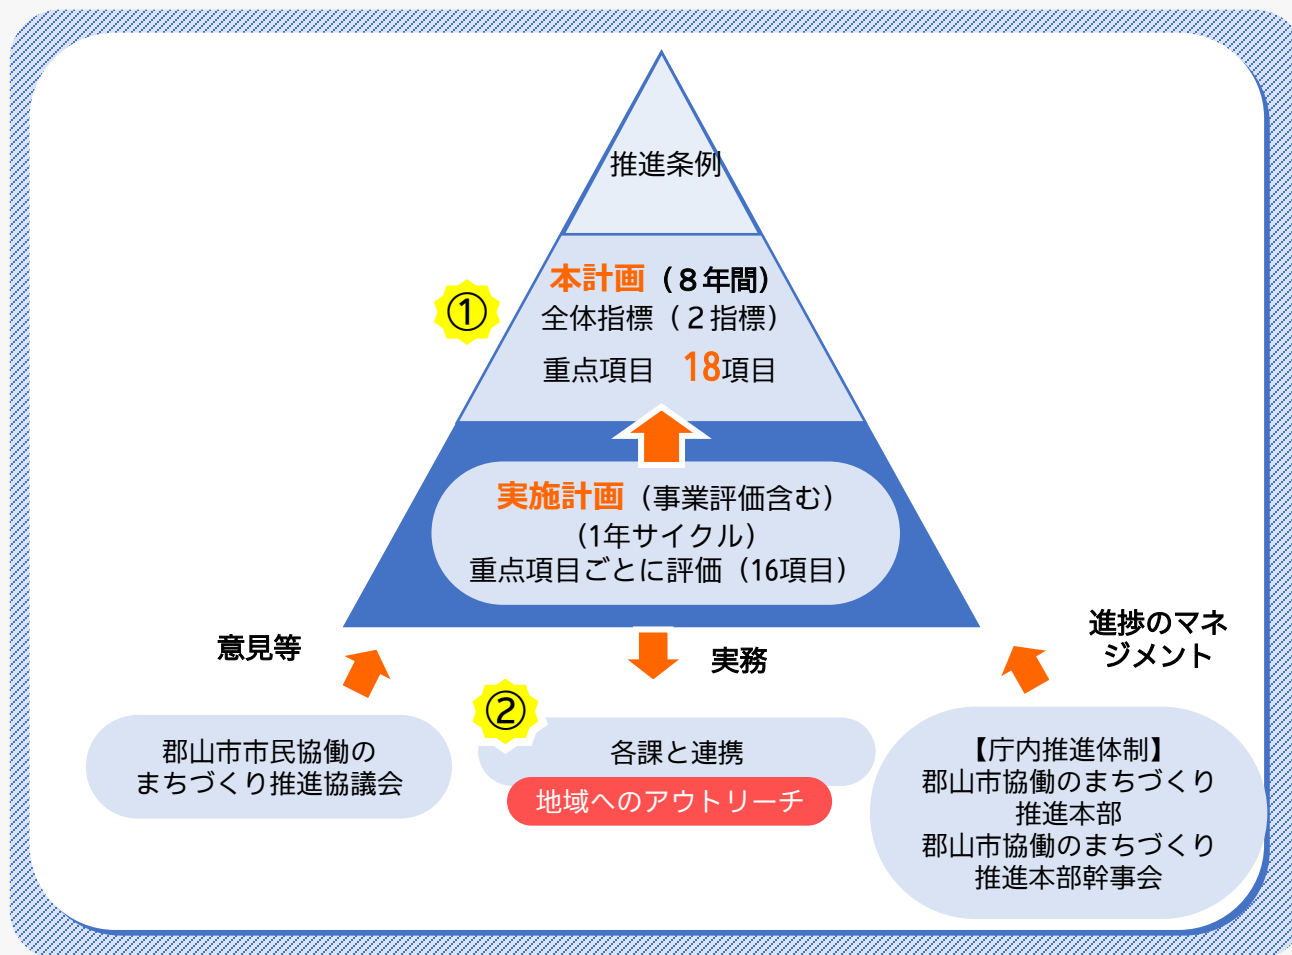 推進条例
①
本計画（８年間）
全体指標（２指標）
重点項目　18項目
実施計画（事業評価含む）
（1年サイクル）
重点項目ごとに評価（16項目）
意見等
実務
進捗のマネ
ジメント
郡山市市民協働の
まちづくり推進協議会
②
各課と連携
地域へのアウトリーチ
【庁内推進体制】
郡山市協働のまちづくり
推進本部
郡山市協働のまちづくり
推進本部幹事会